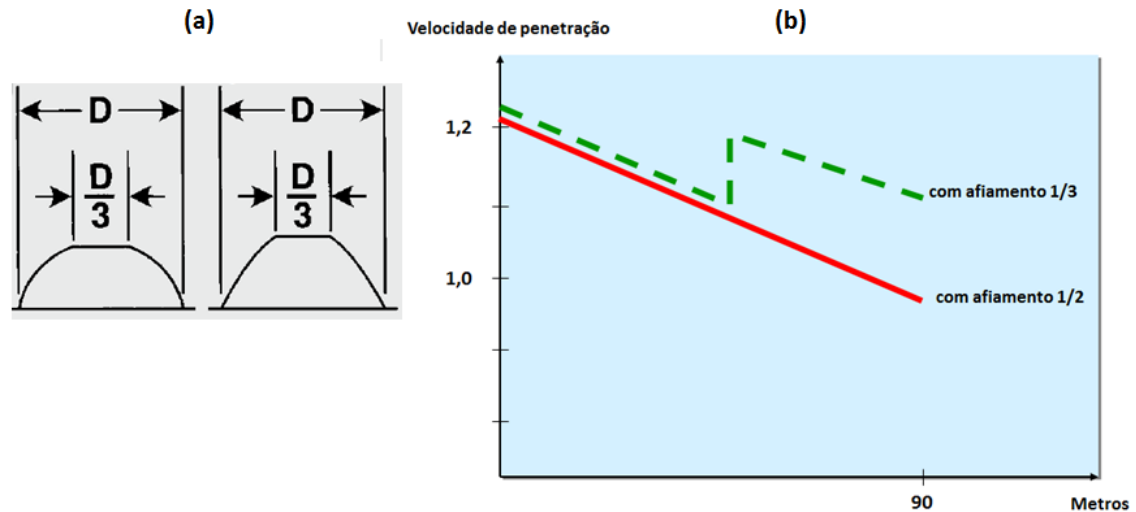 (a)
D
D
D
3
D
3
Velocidade de penetração
(b)
1,2
1,0
com afiamento 1/3
com afiamento 1/2
90
Metros